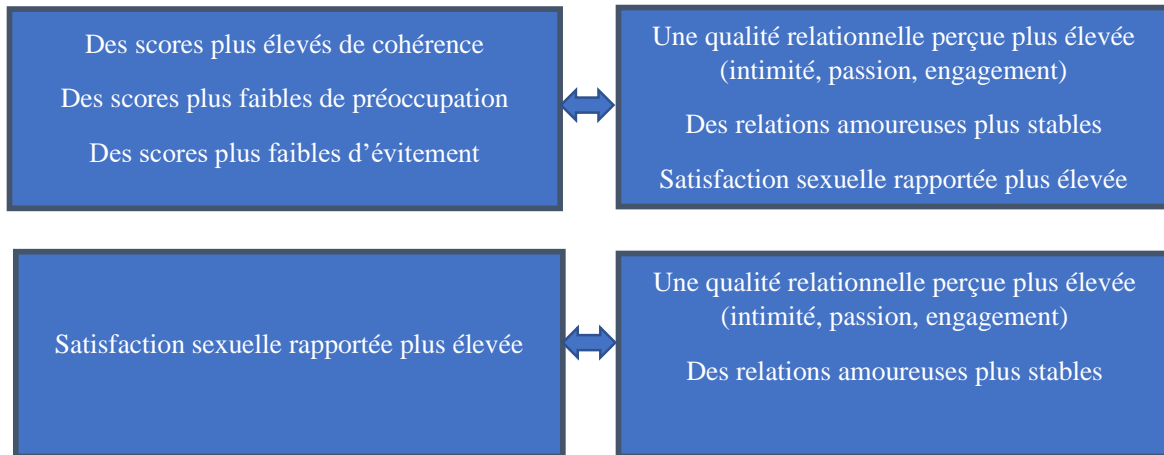 Des scores plus élevés de cohérence
Des scores plus faibles de préoccupation
Des scores plus faibles d’évitement
Une qualité relationnelle perçue plus élevée
(intimité, passion, engagement)
Des relations amoureuses plus stables
Satisfaction sexuelle rapportée plus élevée
Satisfaction sexuelle rapportée plus élevée
Une qualité relationnelle perçue plus élevée
(intimité, passion, engagement)
Des relations amoureuses plus stables